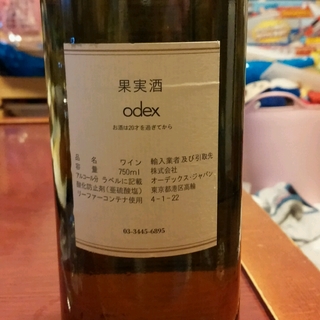 果実酒
odex
お酒は20才を過ぎてから
品名 ワイン 輸入業者及び引取先
容量 750ml 株式会社
アルコール分 ラベルに記載 オーデックス・ジャパン
酸化防止剤(亜硫酸塩) 東京都港区高輪
リーファーコンテナ使用 4-1-22
03-3445-6895